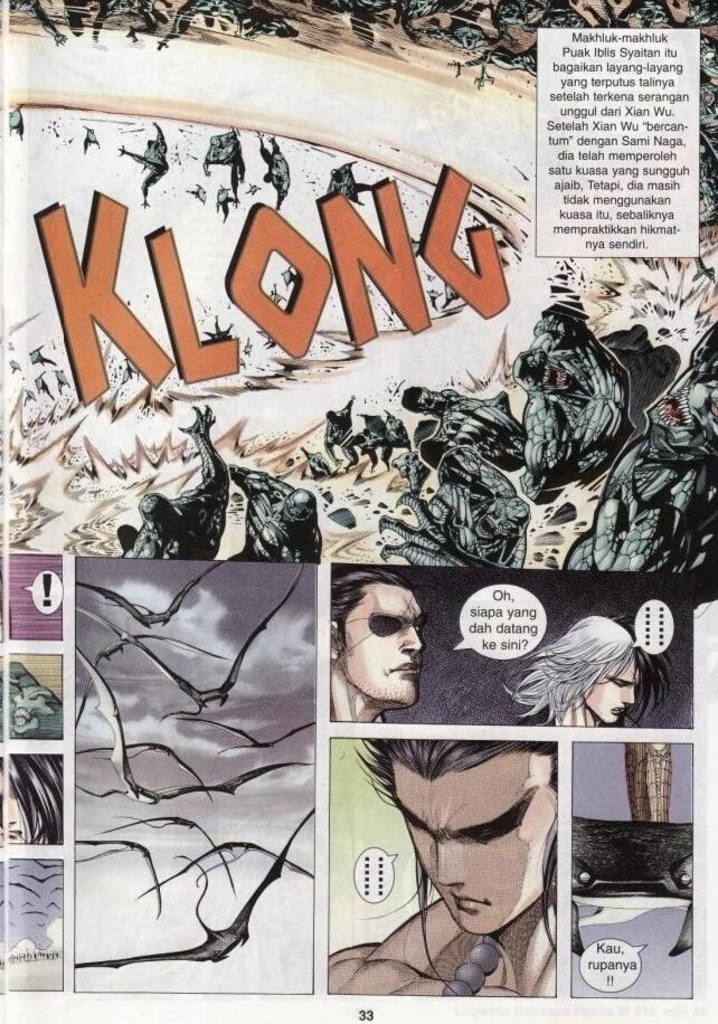 Makhluk-makhluk
Puak Iblis Syaitan itu
bagaikan layang-layang
yang terputus talinya
setelah terkena serangan
unggul dari Xian Wu.
Setelah Xian Wu "bercan-
tum" dengan Sami Naga,
dia telah memperoleh
satu kuasa yang sungguh
ajaib, Tetapi, dia masih
tidak menggunakan
kuasa itu, sebaliknya
mempraktikkan hikmat-
nya sendiri.
KLONG
!
Oh,
siapa yang
dah datang
ke sini?
Kau,
rupanya
!!
33